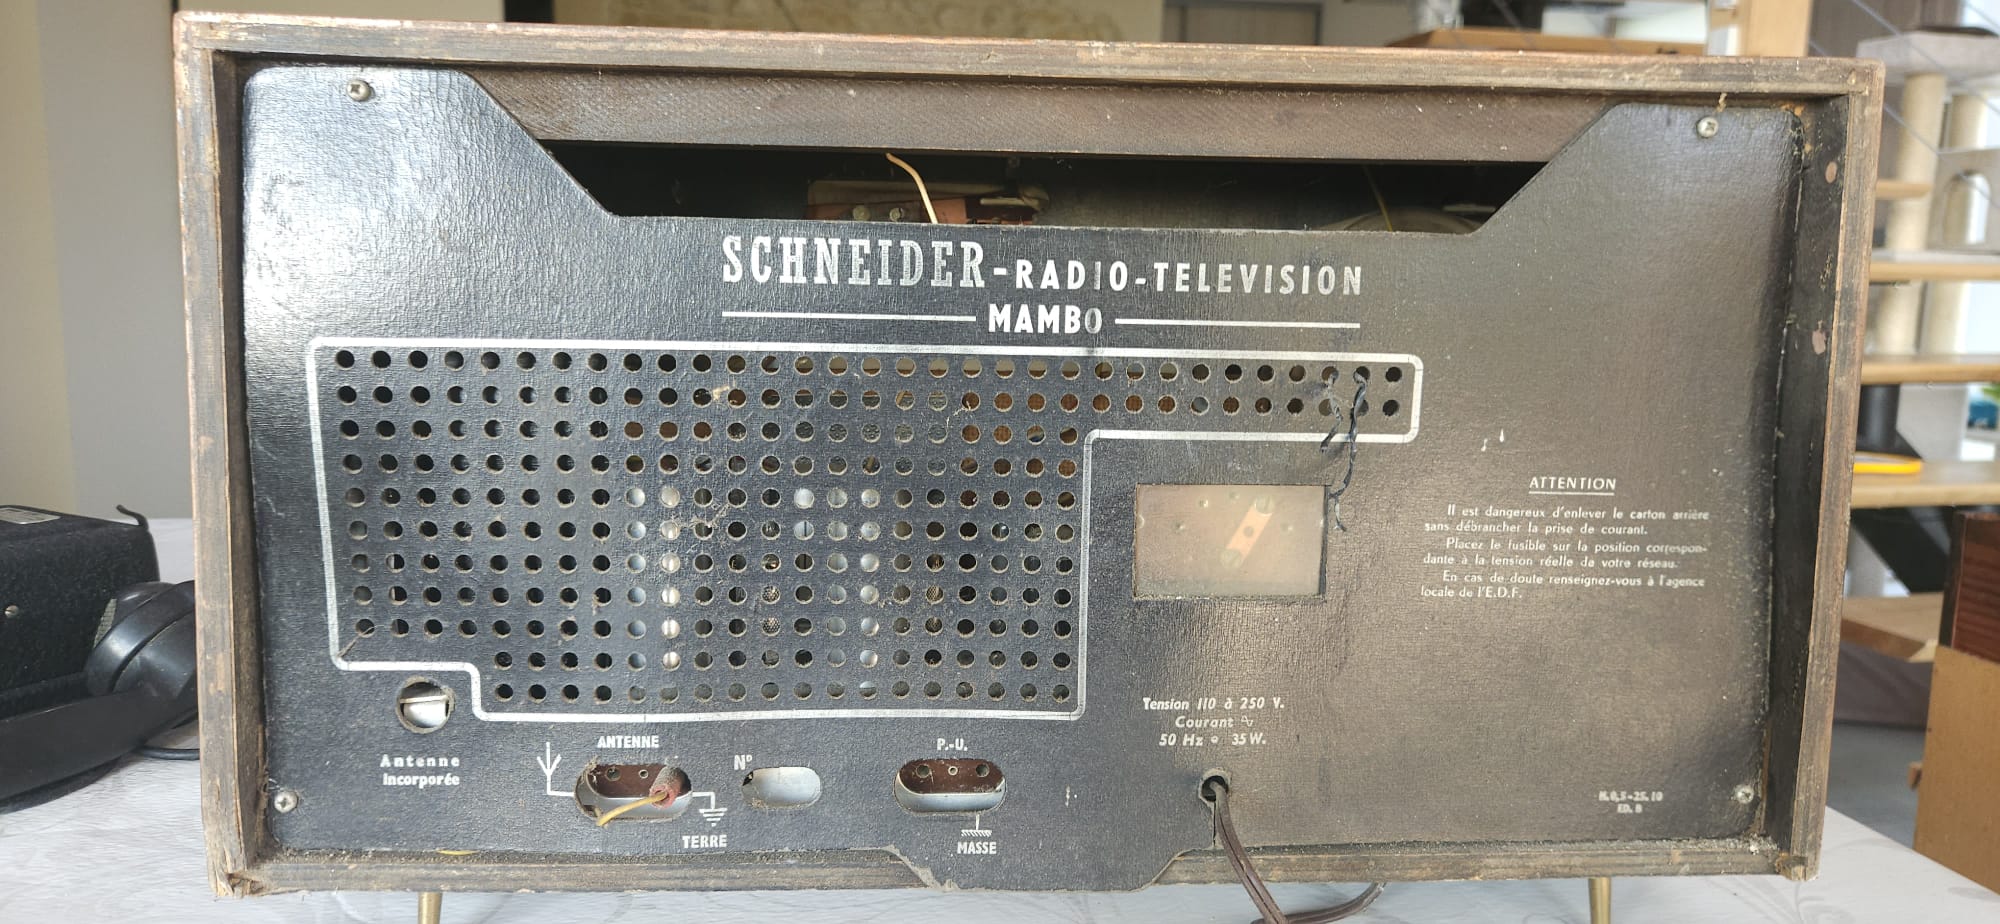 SCHNEIDER-RADIO-TELEVISION
MAMBO
ATTENTION
Il est dangereux d'enlever le carton arrière
sans débrancher la prise de courant.
Placez le fusible sur la position correspon-
dante à la tension réelle de votre réseau.
En cas de doute renseignez-vous à l'agence
locale de l'E.D.F.
Tension 110 à 250 V.
Courant ∿
50 Hz = 35 W.
Antenne
incorporée
ANTENNE
TERRE
N°
P.-U.
MASSE
ED. B